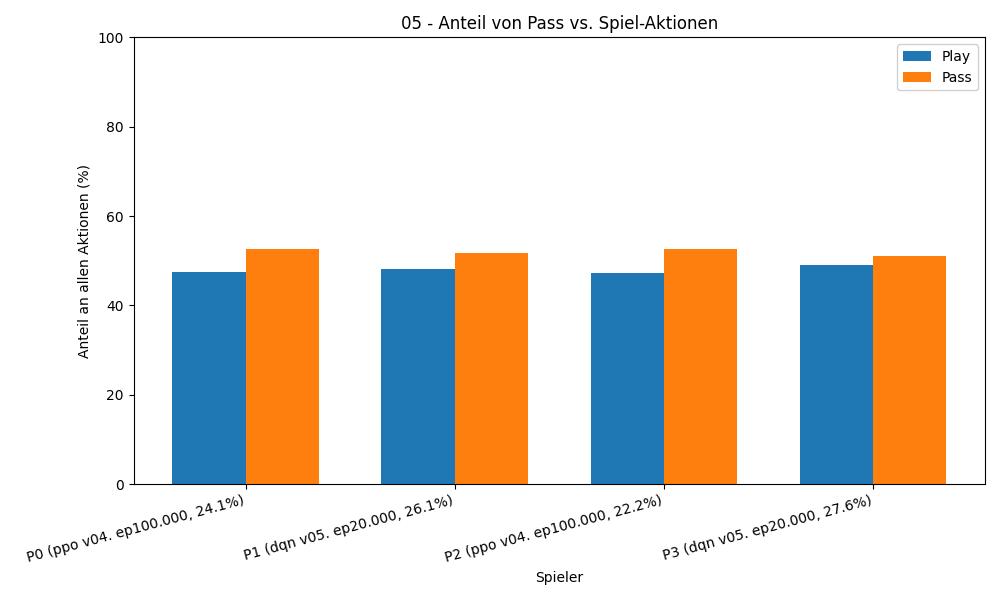 05 - Anteil von Pass vs. Spiel-Aktionen
Play
Pass
Anteil an allen Aktionen (%)
100
80
60
40
20
0
P0 (ppo v04. ep100.000, 24.1%)
P1 (dqn v05. ep20.000, 26.1%)
P2 (ppo v04. ep100.000, 22.2%)
P3 (dqn v05. ep20.000, 27.6%)
Spieler